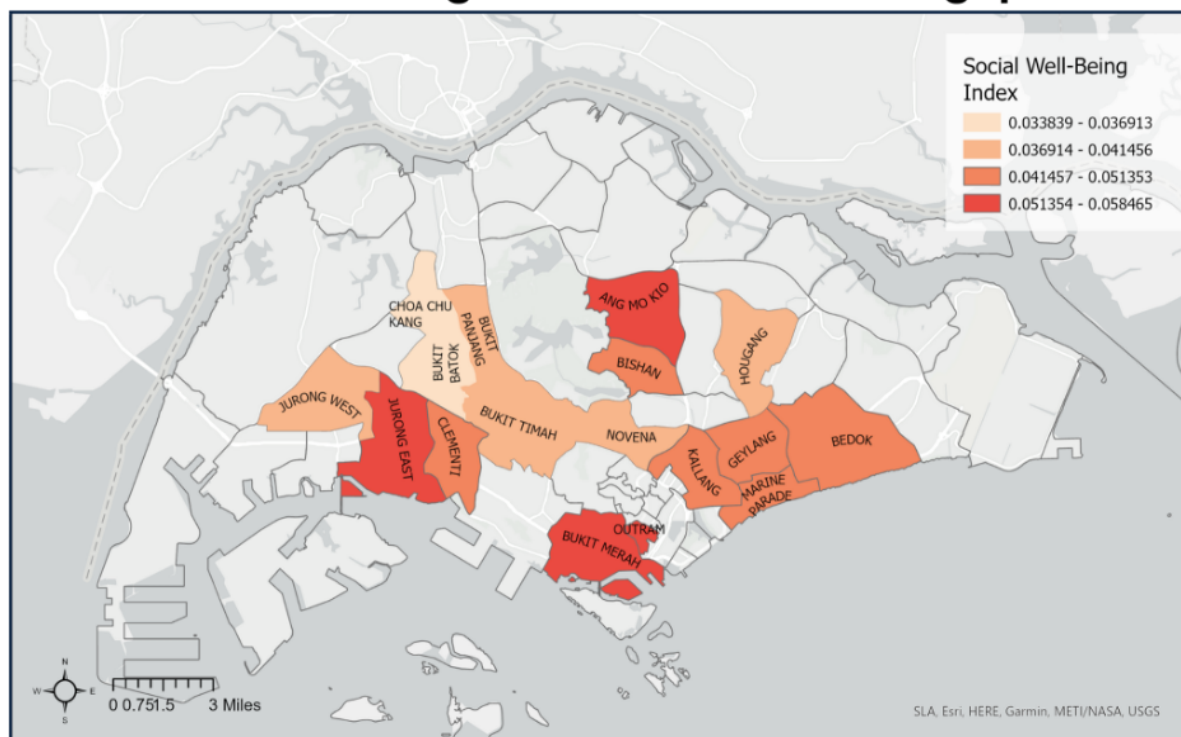 Social Well-Being
Index
0.033839 - 0.036913
0.036914 - 0.041456
0.041457 - 0.051353
0.051354 - 0.058465
ANG MO KIO
CHOA CHU
KANG
BUKIT
PANJANG
BUKIT
BATOK
BISHAN
HOUGANG
JURONG WEST
JURONG EAST
CLEMENTI
BUKIT TIMAH
NOVENA
KALLANG
GEYLANG
BEDOK
MARINE
PARADE
OUTRAM
BUKIT MERAH
N
W
E
S
0 0.751.5 3 Miles
SLA, Esri, HERE, Garmin, METI/NASA, USGS